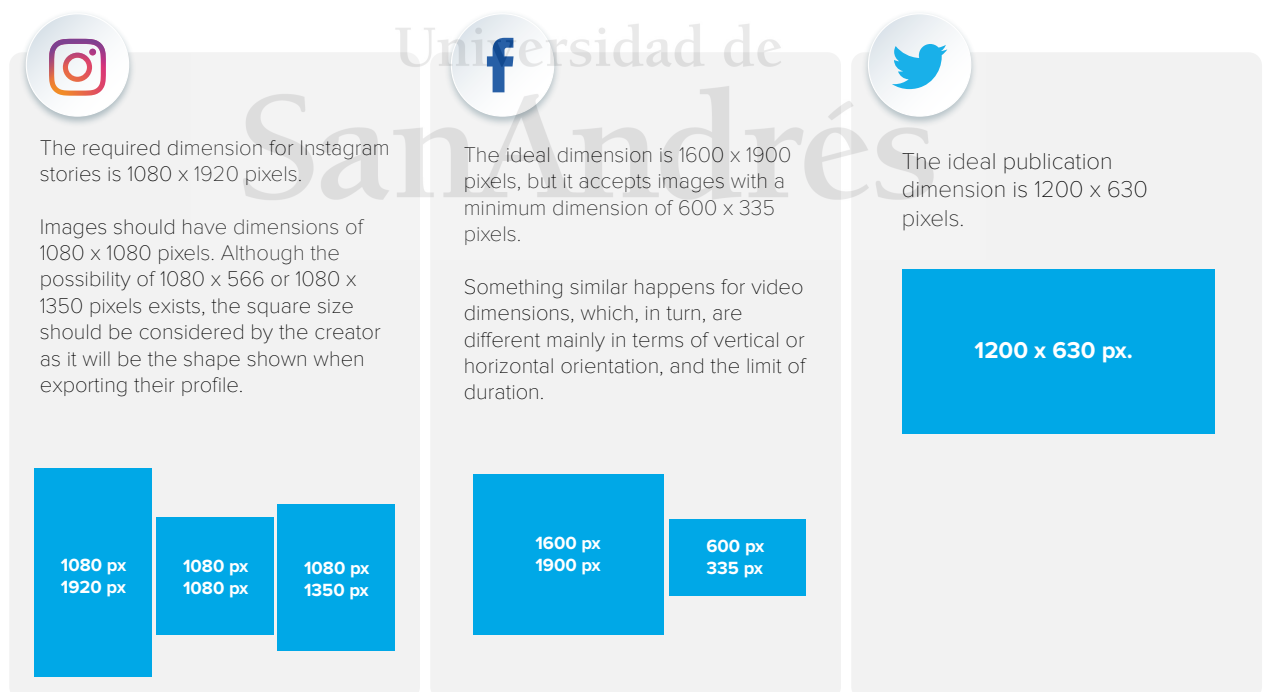 Universidad de
SanAndrés
The required dimension for Instagram
stories is 1080 x 1920 pixels.
Images should have dimensions of
1080 x 1080 pixels. Although the
possibility of 1080 x 566 or 1080 x
1350 pixels exists, the square size
should be considered by the creator
as it will be the shape shown when
exporting their profile.
1080 px
1920 px
1080 px
1080 px
1080 px
1350 px
f
The ideal dimension is 1600 x 1900
pixels, but it accepts images with a
minimum dimension of 600 x 335
pixels.
Something similar happens for video
dimensions, which, in turn, are
different mainly in terms of vertical or
horizontal orientation, and the limit of
duration.
1600 px
1900 px
600 px
335 px
The ideal publication
dimension is 1200 x 630
pixels.
1200 x 630 px.